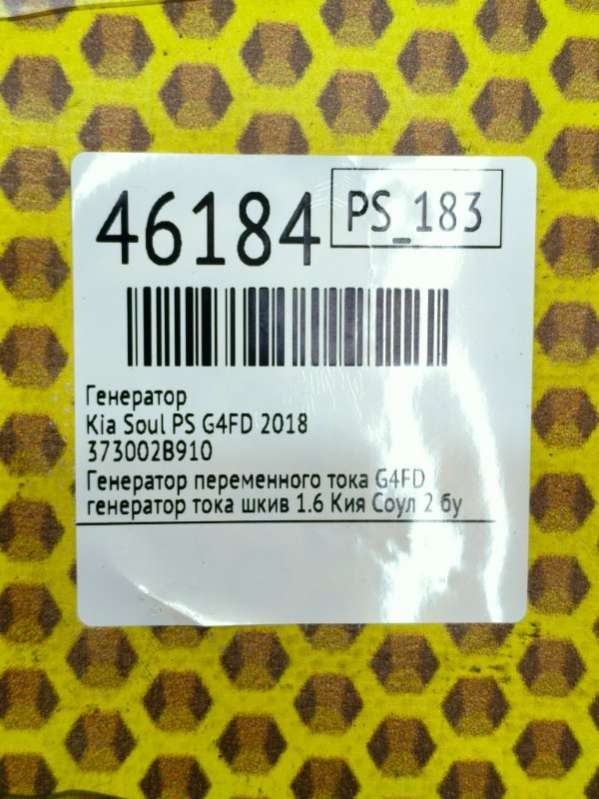 46184
PS_183
Генератор
Kia Soul PS G4FD 2018
373002B910
Генератор переменного тока G4FD
генератор тока шкив 1.6 Кия Соул 2 бу